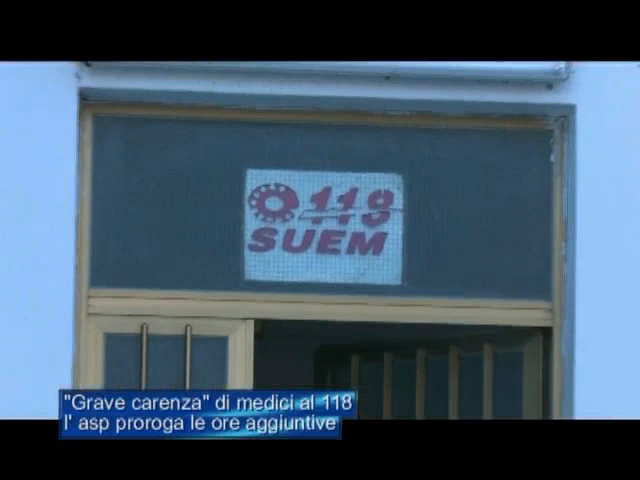 118
SUEM
"Grave carenza" di medici al 118
l' asp proroga le ore aggiuntive